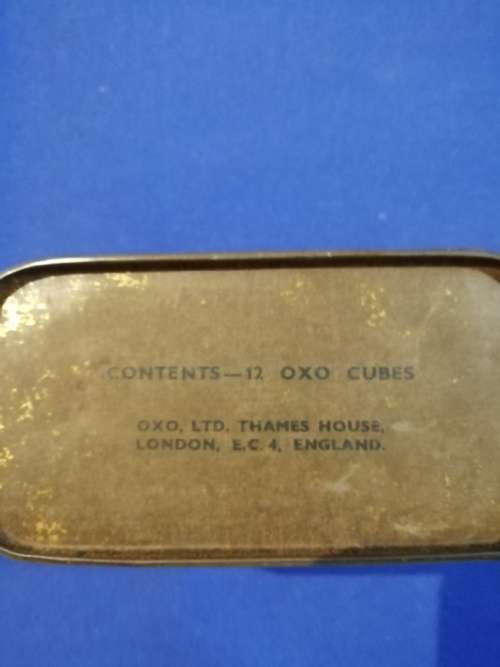 CONTENTS—12 OXO CUBES
OXO, LTD. THAMES HOUSE,
LONDON, E.C.4, ENGLAND.